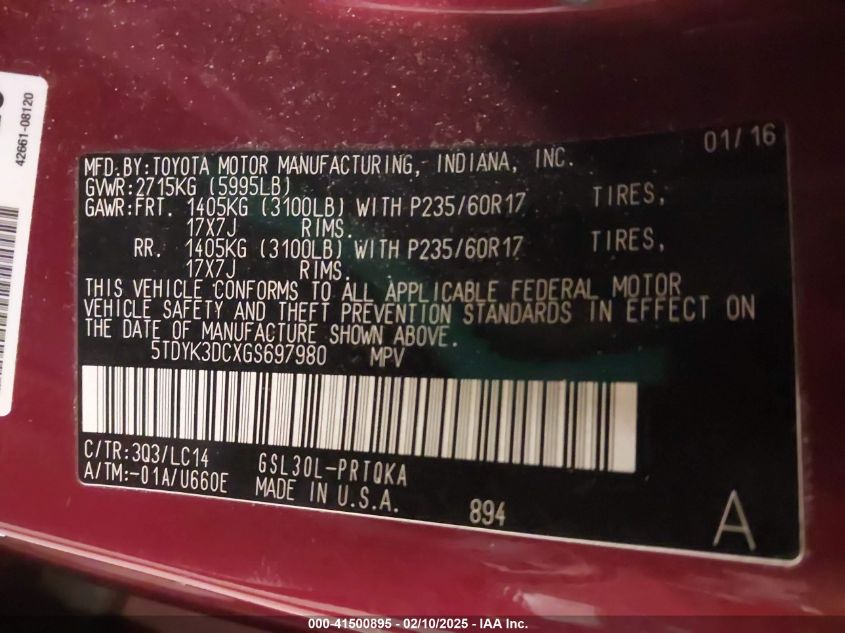 42661-08120
01/16
MFD.BY:TOYOTA MOTOR MANUFACTURING, INDIANA, INC.
GVWR:2715KG (5995LB)
GAWR:FRT. 1405KG (3100LB) WITH P235/60R17 TIRES,
17X7J RIMS.
RR. 1405KG (3100LB) WITH P235/60R17 TIRES,
17X7J RIMS.
THIS VEHICLE CONFORMS TO ALL APPLICABLE FEDERAL MOTOR
VEHICLE SAFETY AND THEFT PREVENTION STANDARDS IN EFFECT ON
THE DATE OF MANUFACTURE SHOWN ABOVE.
5TDYK3DCXGS697980 MPV
C/TR:3Q3/LC14 GSL30L-PRTQKA
A/TM:-01A/U660E MADE IN U.S.A. 894
A
000-41500895 - 02/10/2025 - IAA Inc.